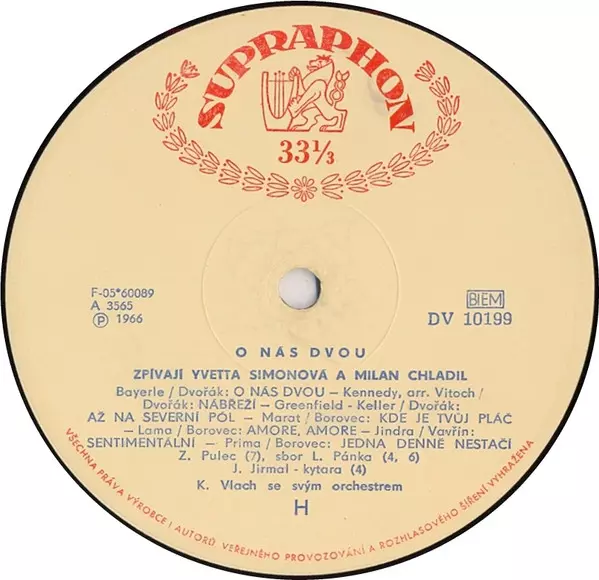 SUPRAPHON
33⅓
F-05*60089
A 3565
Ⓟ 1966
BIEM
DV 10199
O NÁS DVOU
ZPÍVAJÍ YVETTA SIMONOVÁ A MILAN CHLADIL
Bayerle / Dvořák: O NÁS DVOU – Kennedy, arr. Vitoch /
Dvořák: NÁBŘEŽÍ – Greenfield - Keller / Dvořák:
AŽ NA SEVERNÍ PÓL – Marat / Borovec: KDE JE TVŮJ PLÁČ
– Lama / Borovec: AMORE, AMORE – Jindra / Vavřín:
SENTIMENTÁLNÍ – Prima / Borovec: JEDNA DENNĚ NESTAČÍ
Z. Pulec (7), sbor L. Pánka (4, 6)
J. Jirmal - kytara (4)
K. Vlach se svým orchestrem
H
VŠECHNA PRÁVA VÝROBCE I AUTORŮ VEŘEJNÉHO PROVOZOVÁNÍ A ROZHLASOVÉHO ŠÍŘENÍ VYHRAŽENA